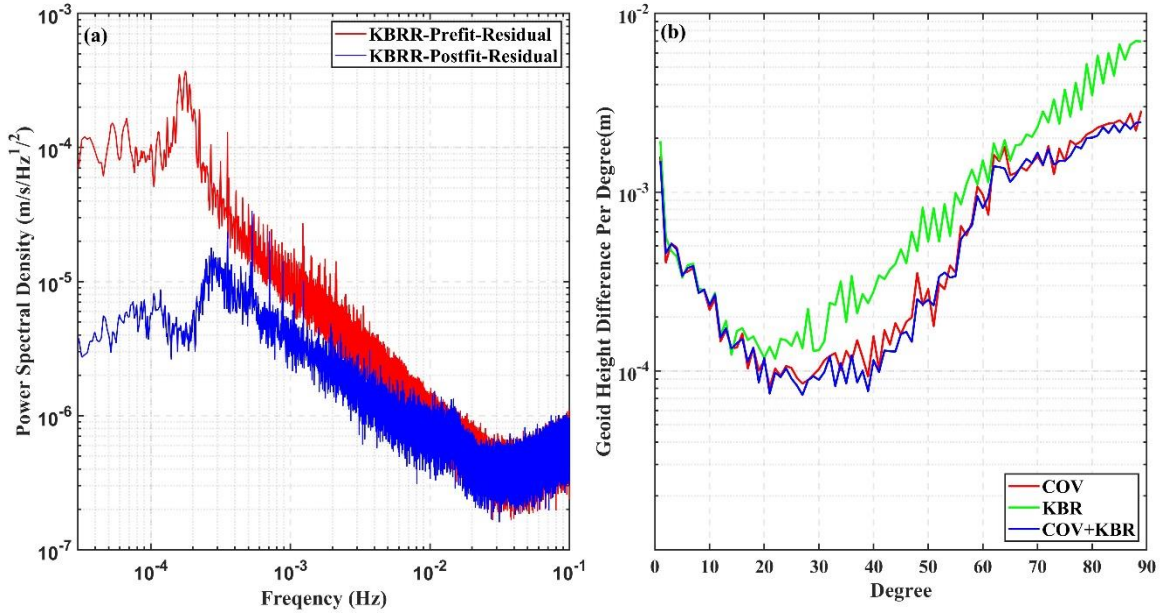 (a)
KBRR-Prefit-Residual
KBRR-Postfit-Residual
Power Spectral Density (m/s/Hz^1/2)
10^-3
10^-4
10^-5
10^-6
10^-7
10^-4 10^-3 10^-2 10^-1
Freqency (Hz)
(b)
Geoid Height Difference Per Degree(m)
10^-2
10^-3
10^-4
COV
KBR
COV+KBR
0 10 20 30 40 50 60 70 80 90
Degree